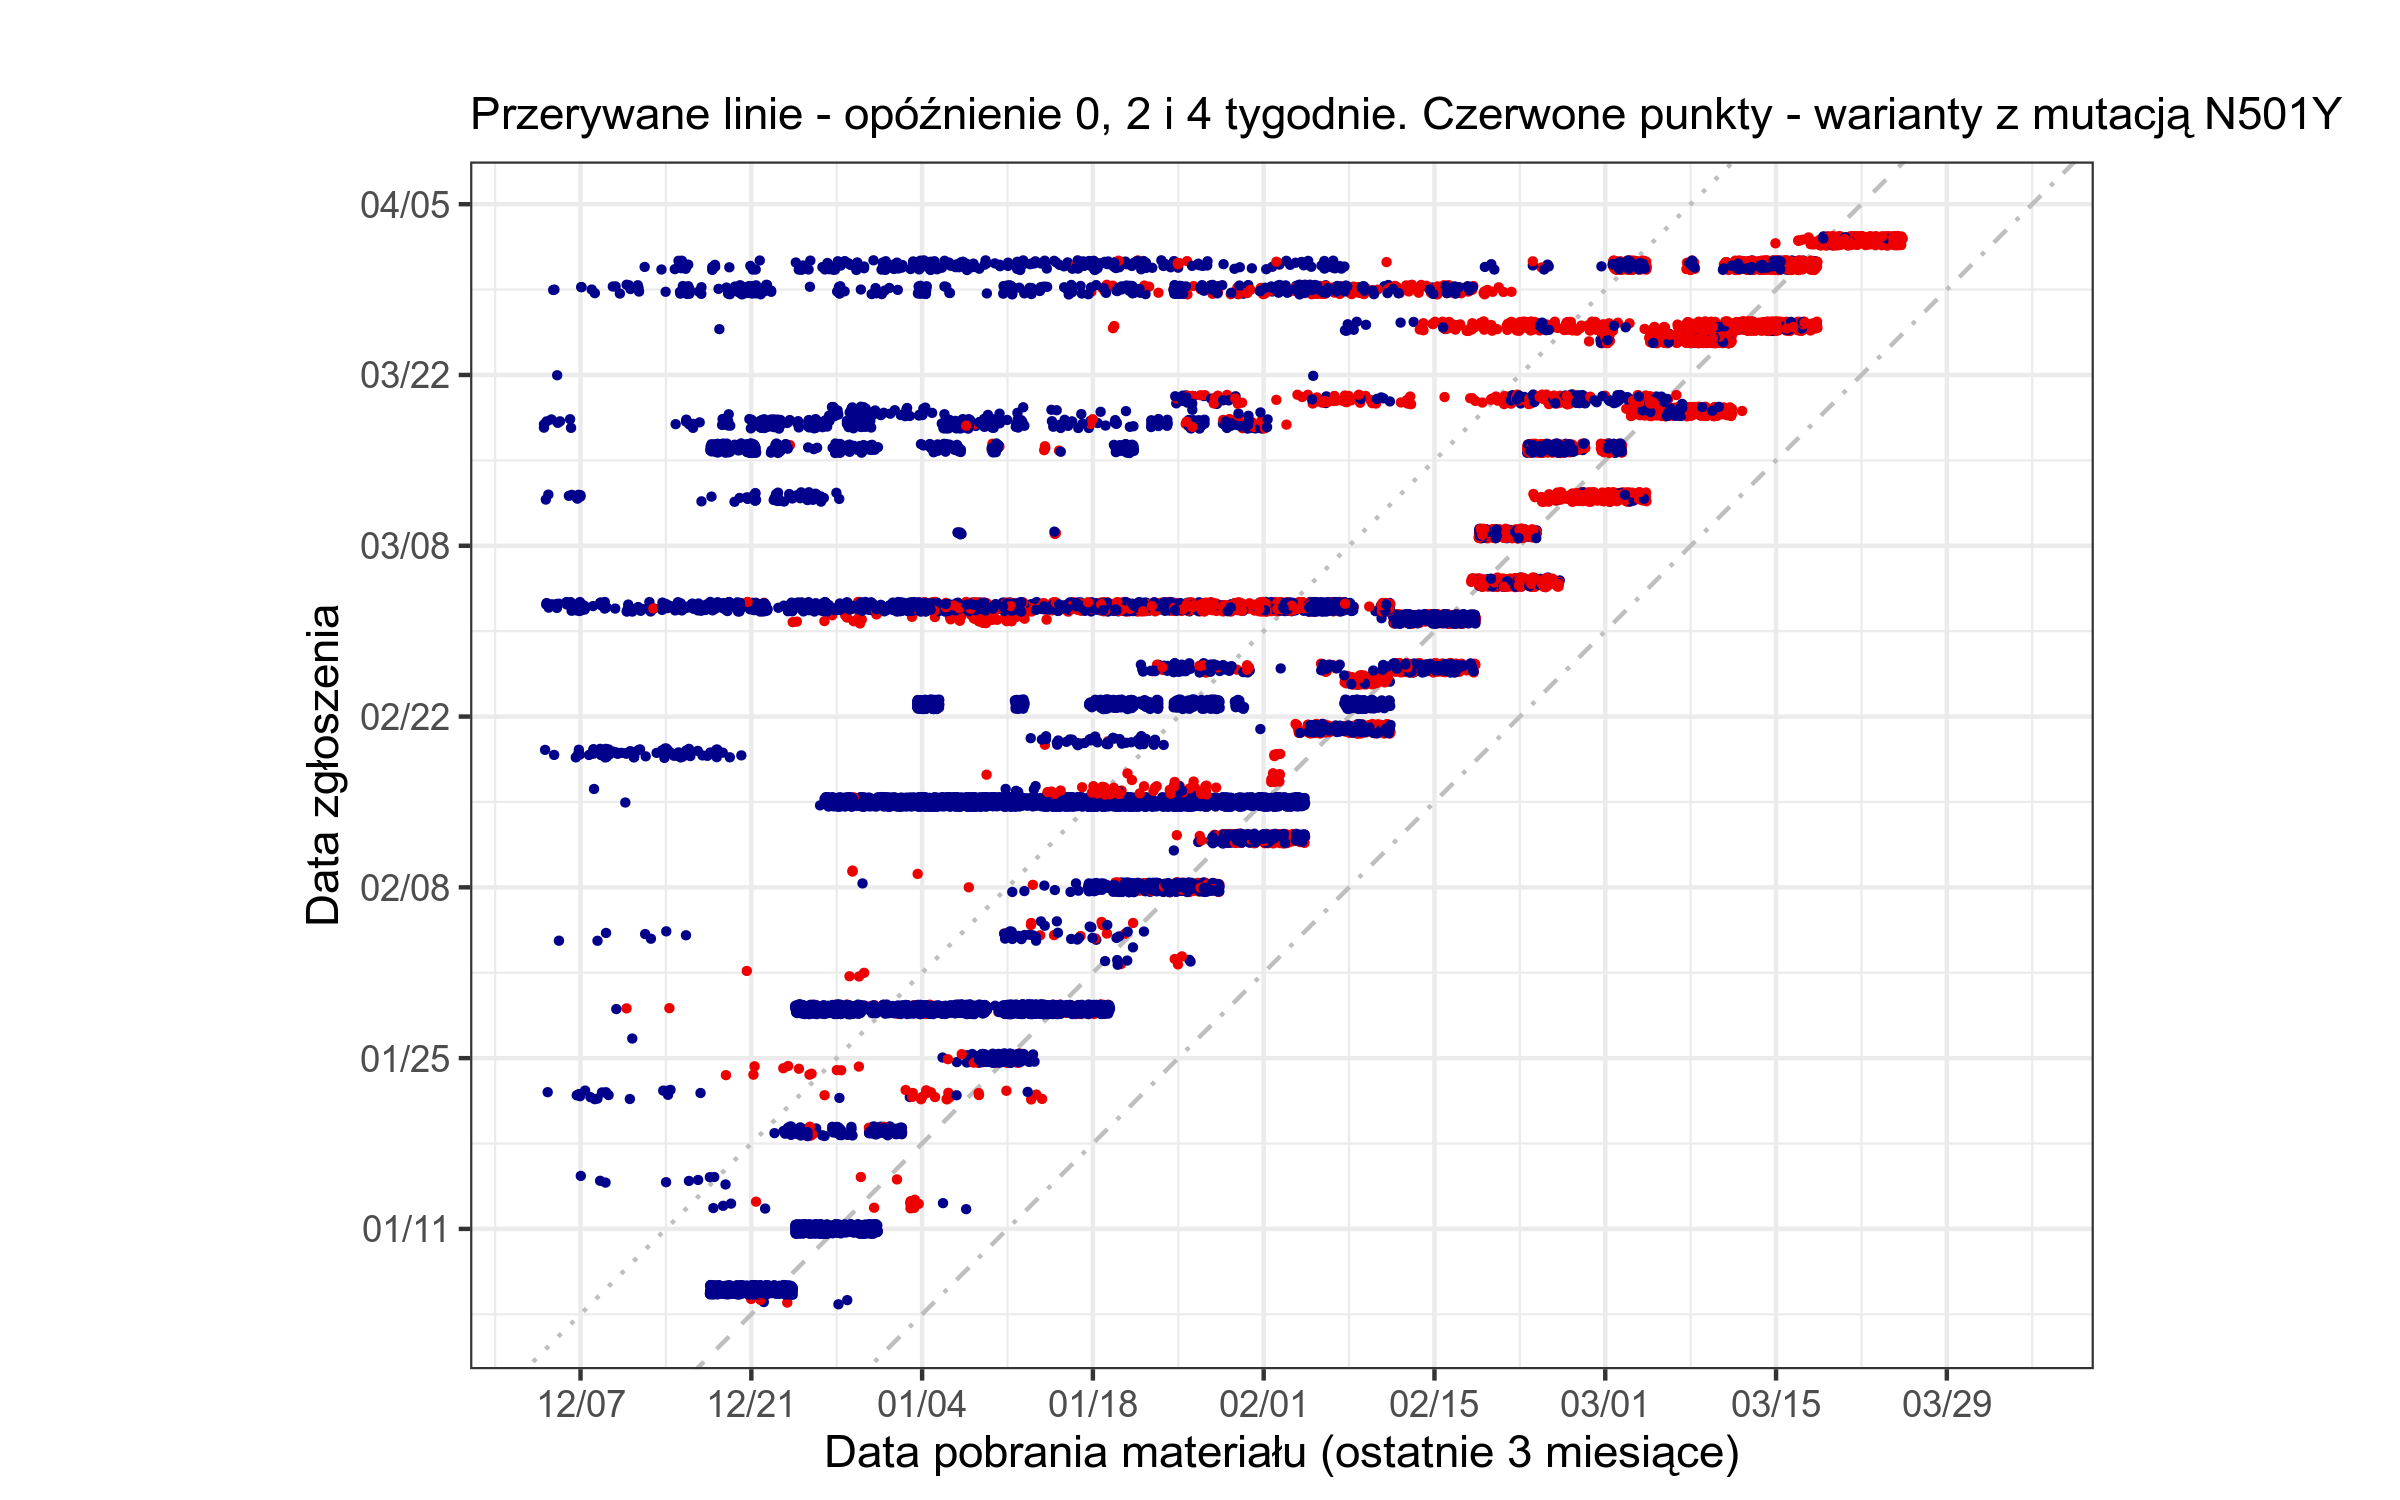 Przerywane linie - opóźnienie 0, 2 i 4 tygodnie. Czerwone punkty - warianty z mutacją N501Y
Data zgłoszenia
04/05
03/22
03/08
02/22
02/08
01/25
01/11
12/07 12/21 01/04 01/18 02/01 02/15 03/01 03/15 03/29
Data pobrania materiału (ostatnie 3 miesiące)